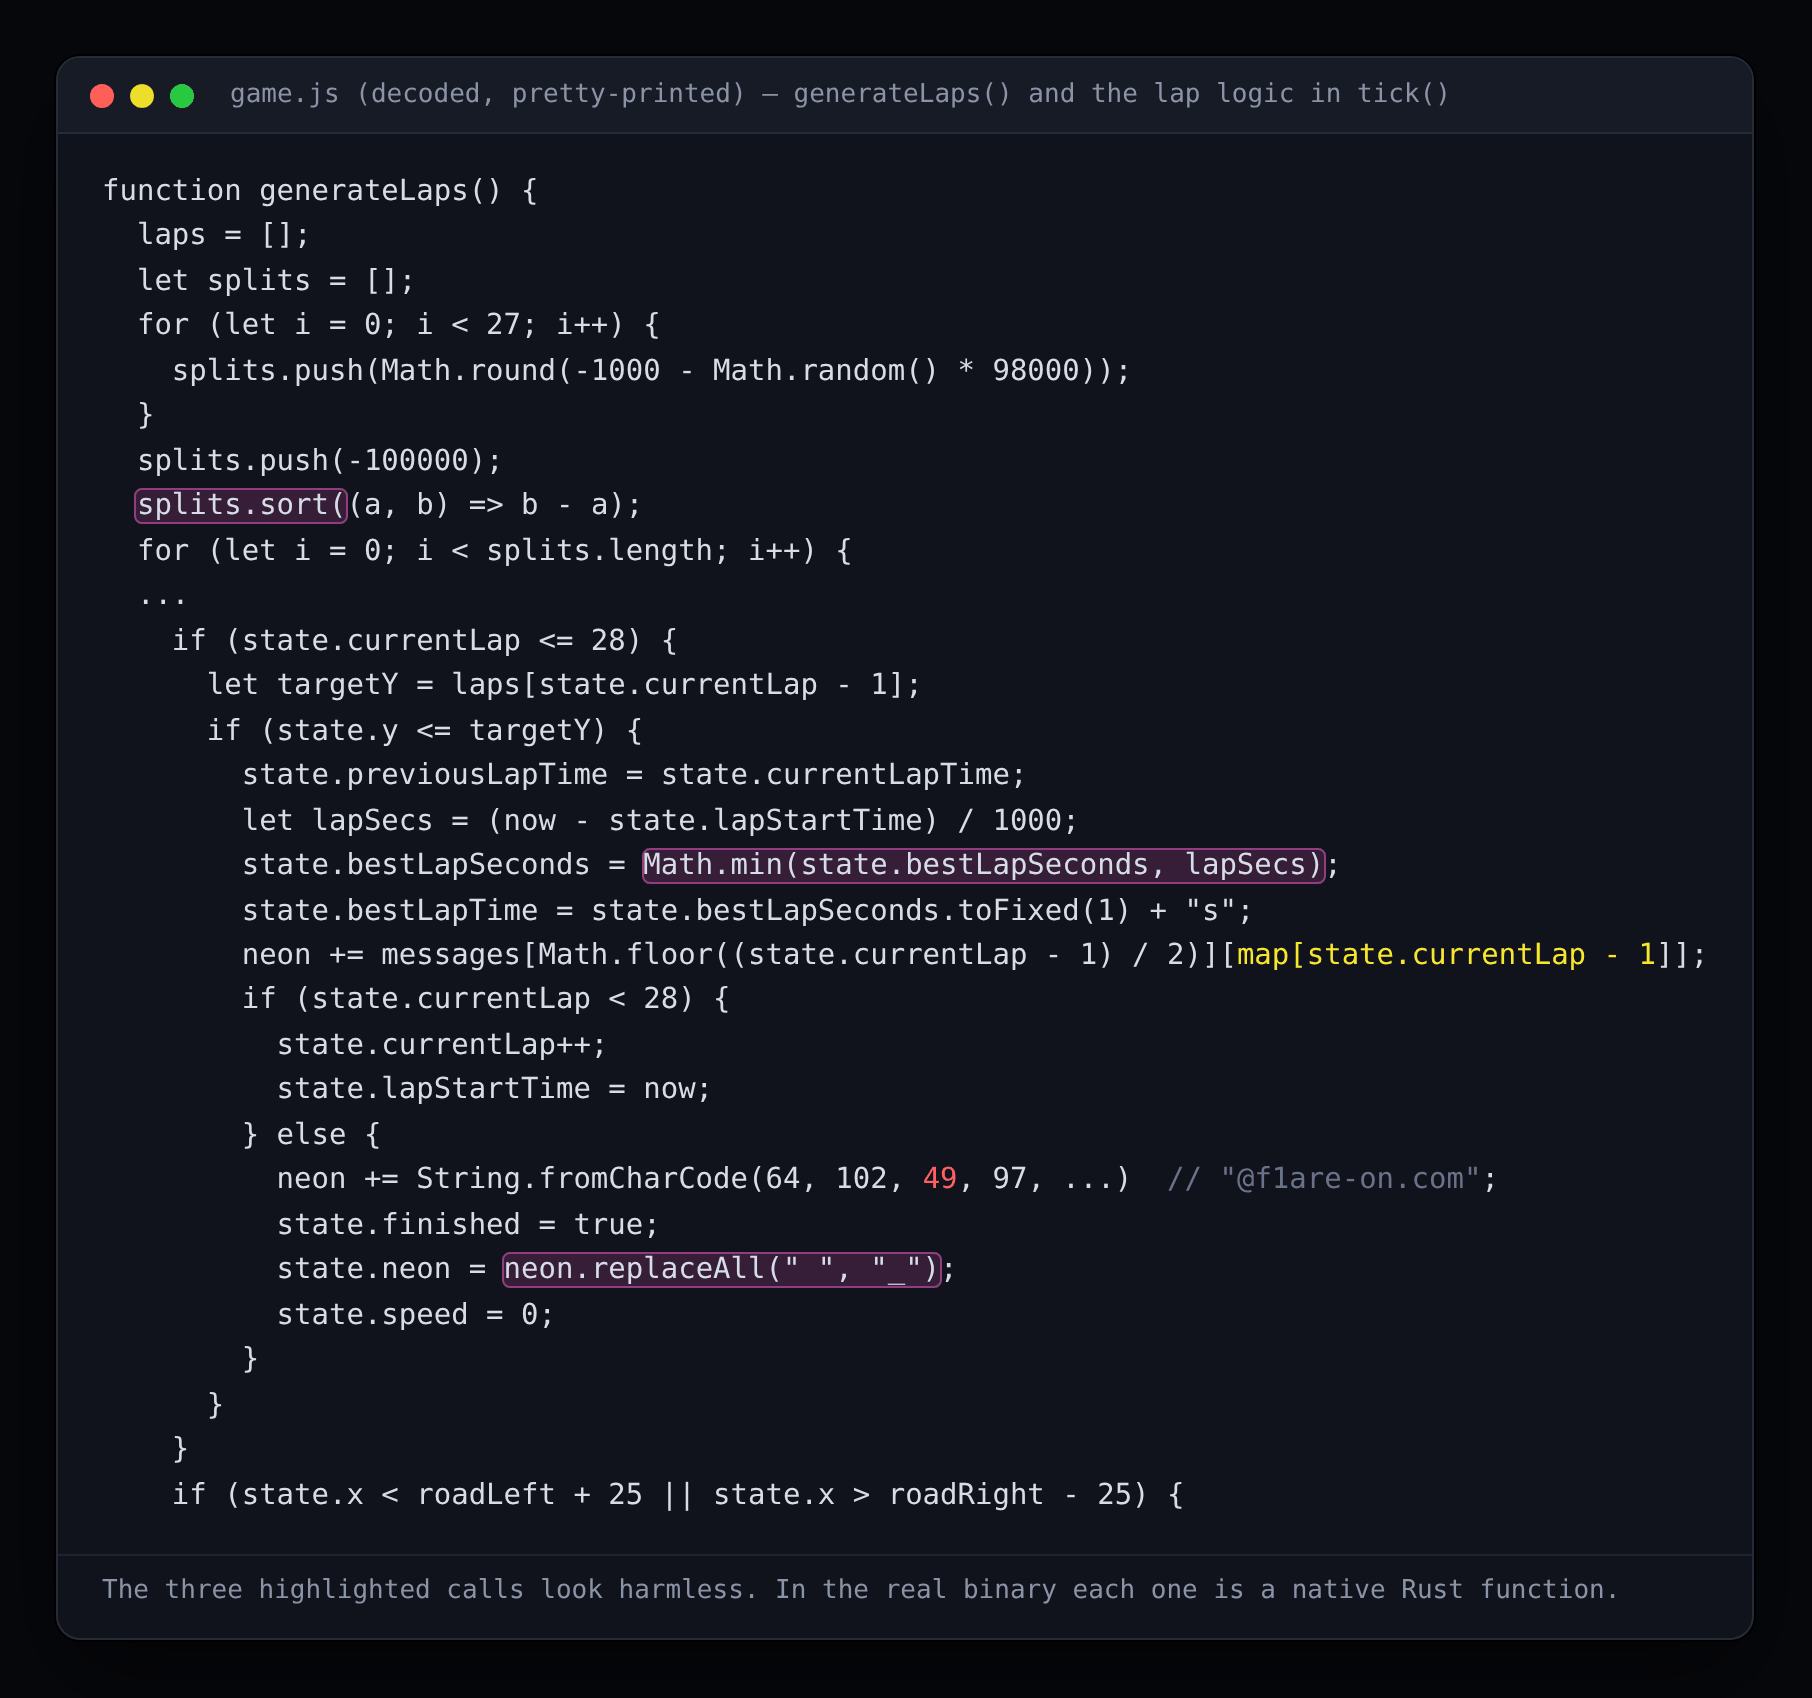 game.js (decoded, pretty-printed) — generateLaps() and the lap logic in tick()
function generateLaps() {
  laps = [];
  let splits = [];
  for (let i = 0; i < 27; i++) {
    splits.push(Math.round(-1000 - Math.random() * 98000));
  }
  splits.push(-100000);
  splits.sort((a, b) => b - a);
  for (let i = 0; i < splits.length; i++) {
  ...
    if (state.currentLap <= 28) {
      let targetY = laps[state.currentLap - 1];
      if (state.y <= targetY) {
        state.previousLapTime = state.currentLapTime;
        let lapSecs = (now - state.lapStartTime) / 1000;
        state.bestLapSeconds = Math.min(state.bestLapSeconds, lapSecs);
        state.bestLapTime = state.bestLapSeconds.toFixed(1) + "s";
        neon += messages[Math.floor((state.currentLap - 1) / 2)][map[state.currentLap - 1]];
        if (state.currentLap < 28) {
          state.currentLap++;
          state.lapStartTime = now;
        } else {
          neon += String.fromCharCode(64, 102, 49, 97, ...)  // "@f1are-on.com";
          state.finished = true;
          state.neon = neon.replaceAll(" ", "_");
          state.speed = 0;
        }
      }
    }
    if (state.x < roadLeft + 25 || state.x > roadRight - 25) {
The three highlighted calls look harmless. In the real binary each one is a native Rust function.